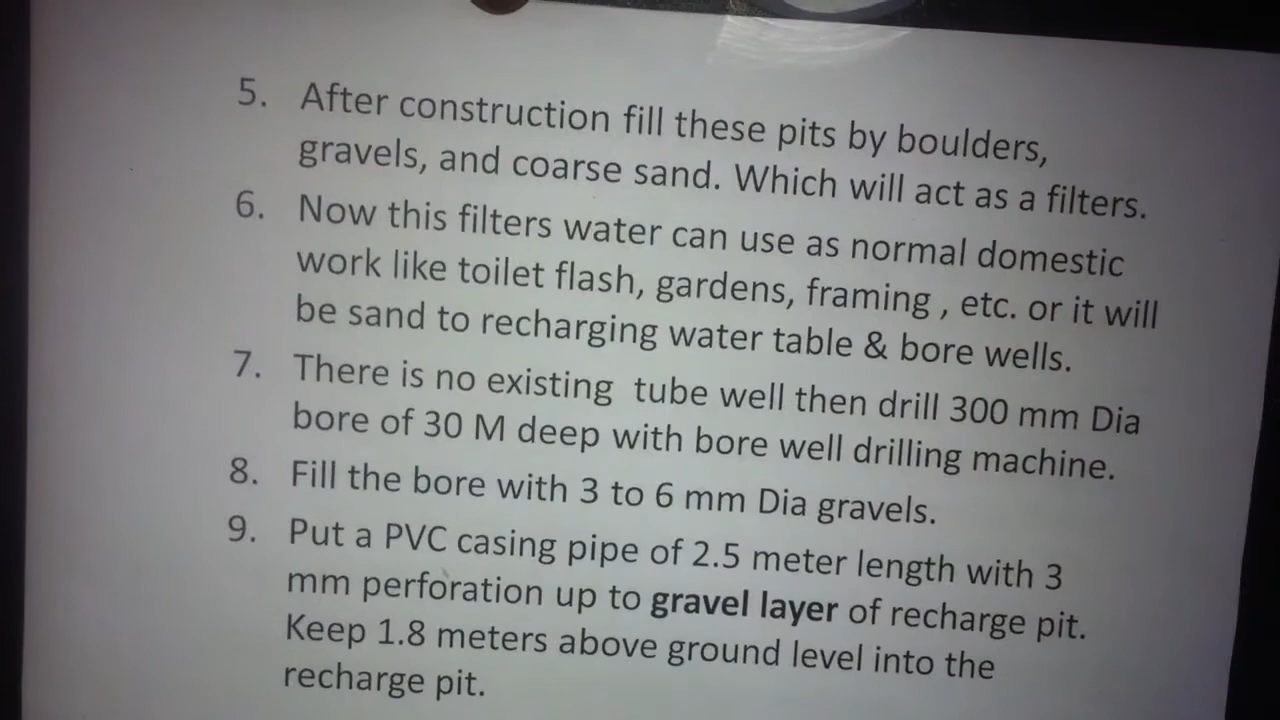 5. After construction fill these pits by boulders,
gravels, and coarse sand. Which will act as a filters.
6. Now this filters water can use as normal domestic
work like toilet flash, gardens, framing , etc. or it will
be sand to recharging water table & bore wells.
7. There is no existing  tube well then drill 300 mm Dia
bore of 30 M deep with bore well drilling machine.
8. Fill the bore with 3 to 6 mm Dia gravels.
9. Put a PVC casing pipe of 2.5 meter length with 3
mm perforation up to gravel layer of recharge pit.
Keep 1.8 meters above ground level into the
recharge pit.